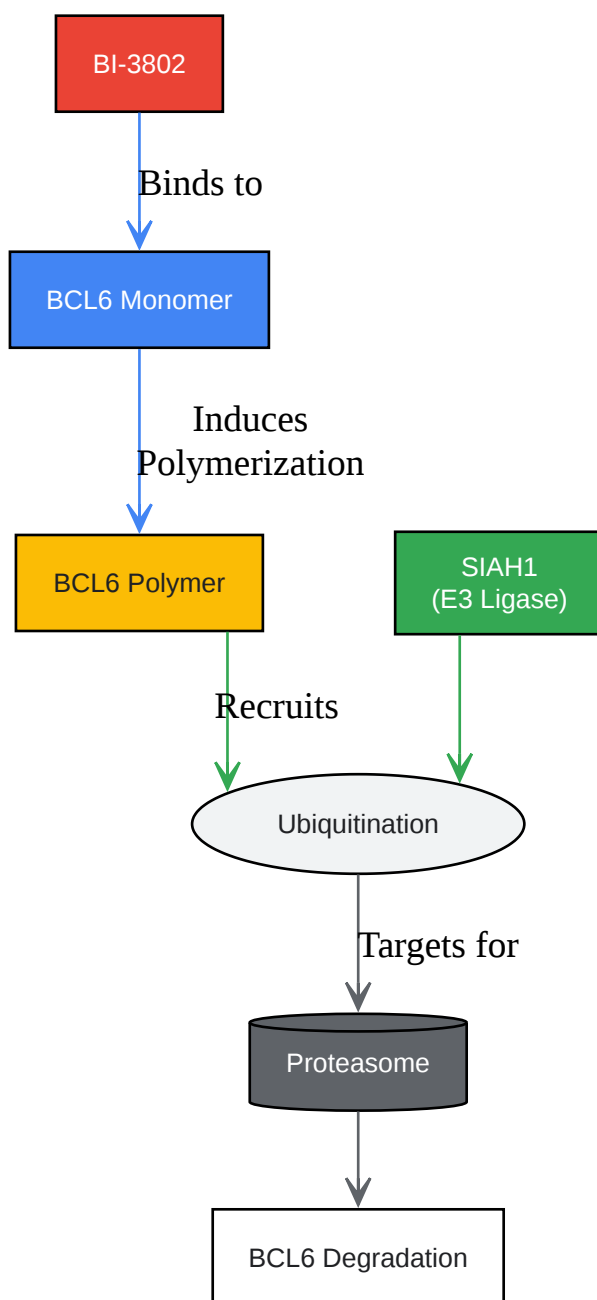 BI-3802
Binds to
BCL6 Monomer
Induces
Polymerization
BCL6 Polymer
SIAH1
(E3 Ligase)
Recruits
Ubiquitination
Targets for
Proteasome
BCL6 Degradation